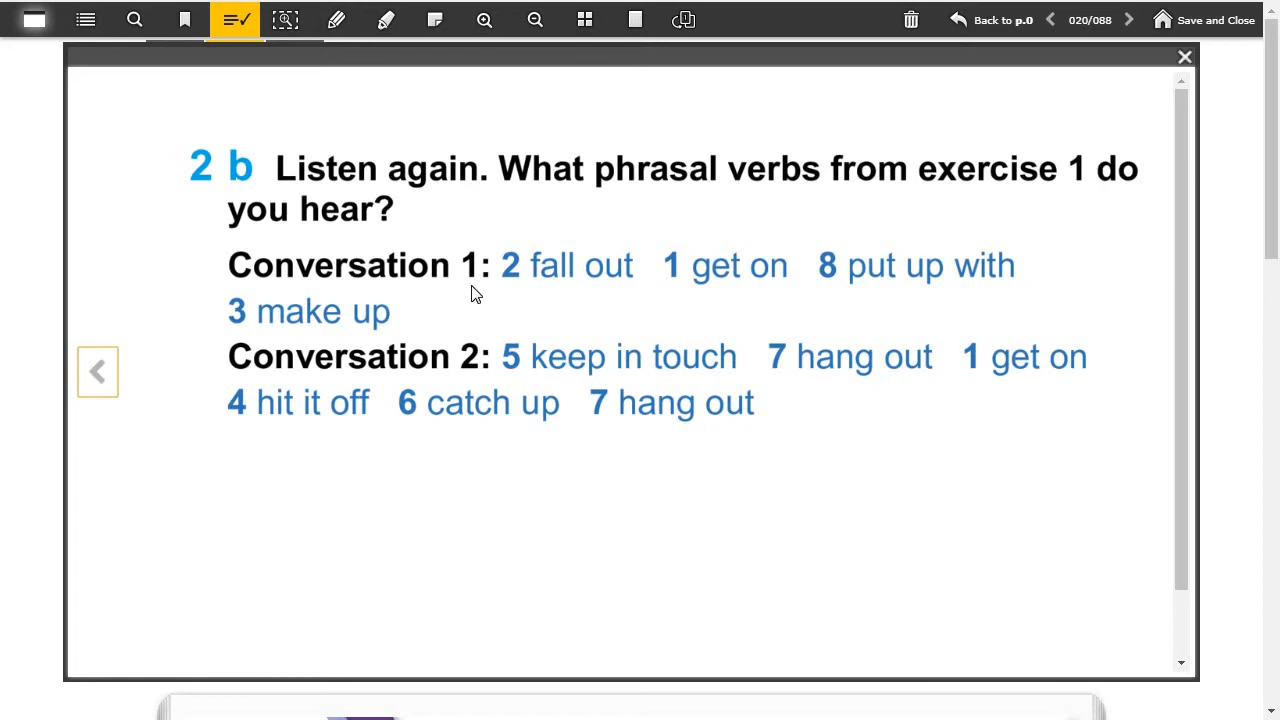 Back to p.0
020/088
Save and Close
2 b Listen again. What phrasal verbs from exercise 1 do
you hear?
Conversation 1: 2 fall out 1 get on 8 put up with
3 make up
Conversation 2: 5 keep in touch 7 hang out 1 get on
4 hit it off 6 catch up 7 hang out